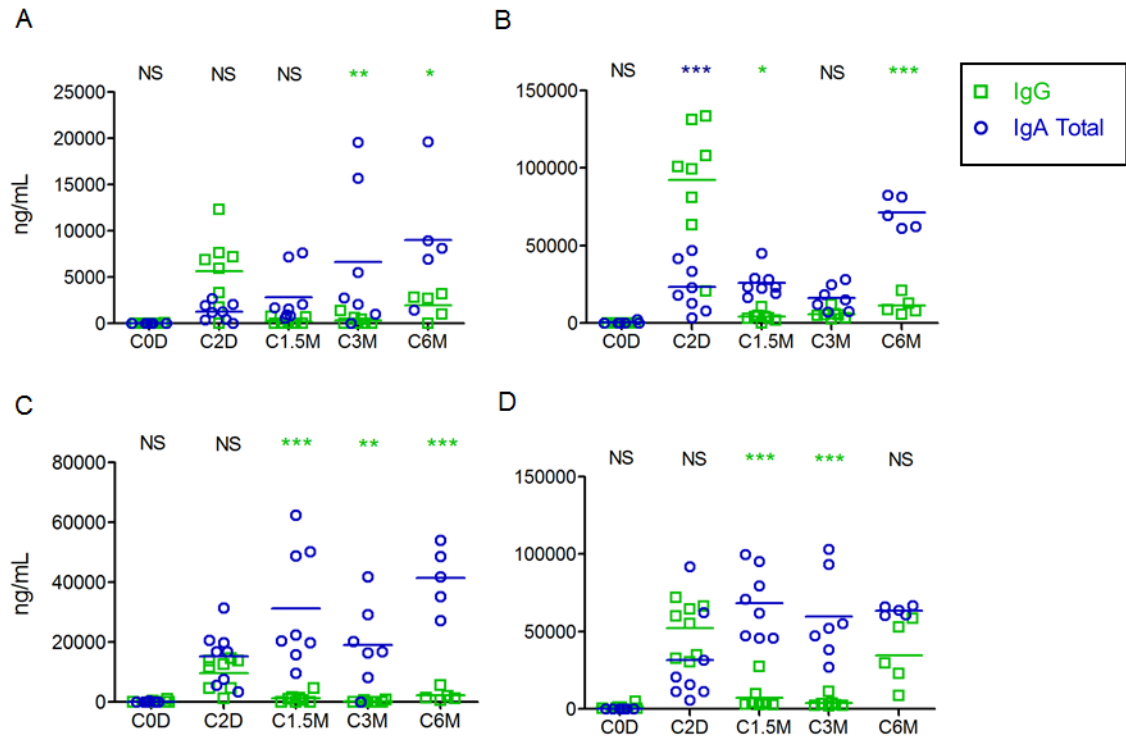 A
NS NS NS ** *
25000
20000
15000
10000
5000
0
ng/mL
C0D C2D C1.5M C3M C6M
B
NS *** * NS ***
150000
100000
50000
0
C0D C2D C1.5M C3M C6M
IgG
IgA Total
C
NS NS *** ** ***
80000
60000
40000
20000
0
ng/mL
C0D C2D C1.5M C3M C6M
D
NS NS *** *** NS
150000
100000
50000
0
C0D C2D C1.5M C3M C6M